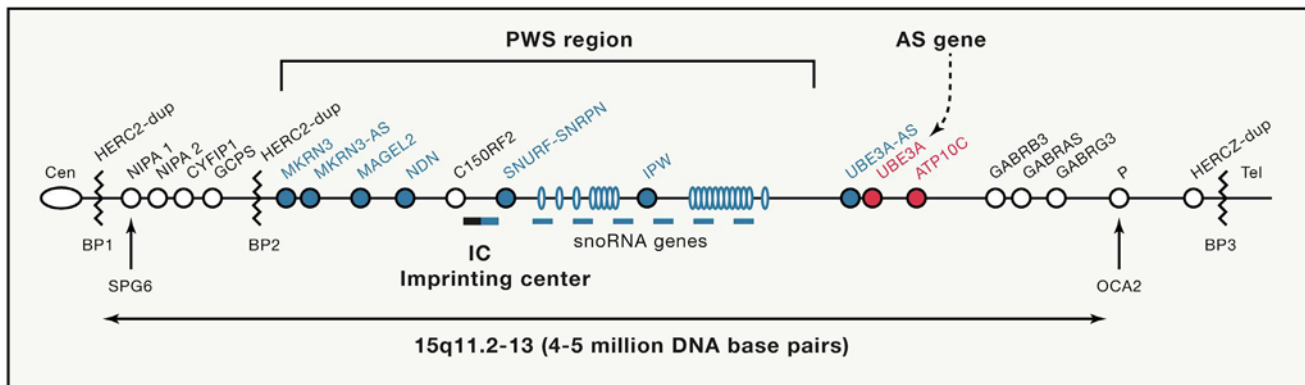 PWS region
AS gene
Cen
HERC2-dup
NIPA 1
NIPA 2
CYFIP1
GCPS
HERC2-dup
MKRN3
MKRN3-AS
MAGEL2
NDN
C150RF2
SNURF-SNRPN
IPW
UBE3A-AS
UBE3A
ATP10C
GABRB3
GABRAS
GABRG3
P
HERCZ-dup
Tel
BP1
BP2
IC
Imprinting center
snoRNA genes
BP3
SPG6
OCA2
15q11.2-13 (4-5 million DNA base pairs)